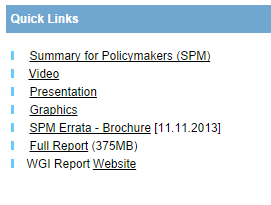 Quick Links
Summary for Policymakers (SPM)
Video
Presentation
Graphics
SPM Errata - Brochure [11.11.2013]
Full Report (375MB)
WGI Report Website